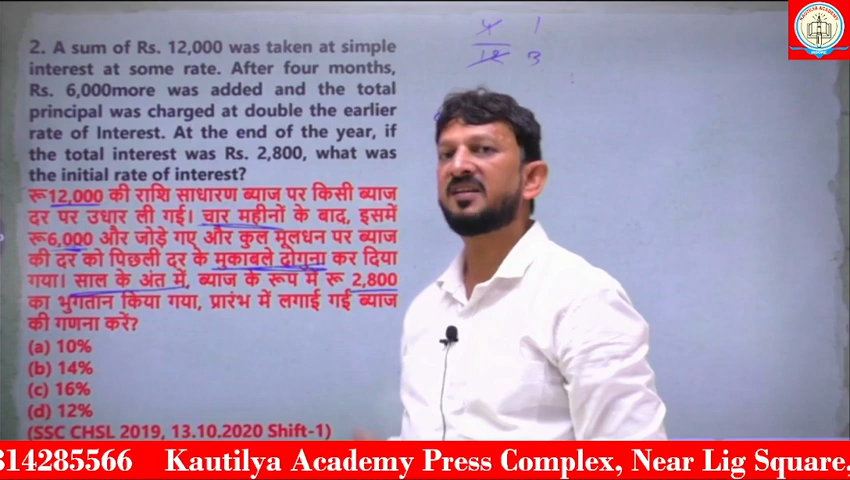 KAUTILYA ACADEMY
4 1
12 3
2. A sum of Rs. 12,000 was taken at simple
interest at some rate. After four months,
Rs. 6,000more was added and the total
principal was charged at double the earlier
rate of Interest. At the end of the year, if
the total interest was Rs. 2,800, what was
the initial rate of interest?
रू12,000 की राशि साधारण ब्याज पर किसी ब्याज
दर पर उधार ली गई। चार महीनों के बाद, इसमें
रू6,000 और जोड़े गए और कुल मूलधन पर ब्याज
की दर को पिछली दर के मुकाबले दोगुना कर दिया
गया। साल के अंत में, ब्याज के रूप में रू 2,800
का भुगतान किया गया, प्रारंभ में लगाई गई ब्याज
की गणना करें?
(a) 10%
(b) 14%
(c) 16%
(d) 12%
(SSC CHSL 2019, 13.10.2020 Shift-1)
314285566 Kautilya Academy Press Complex, Near Lig Square,